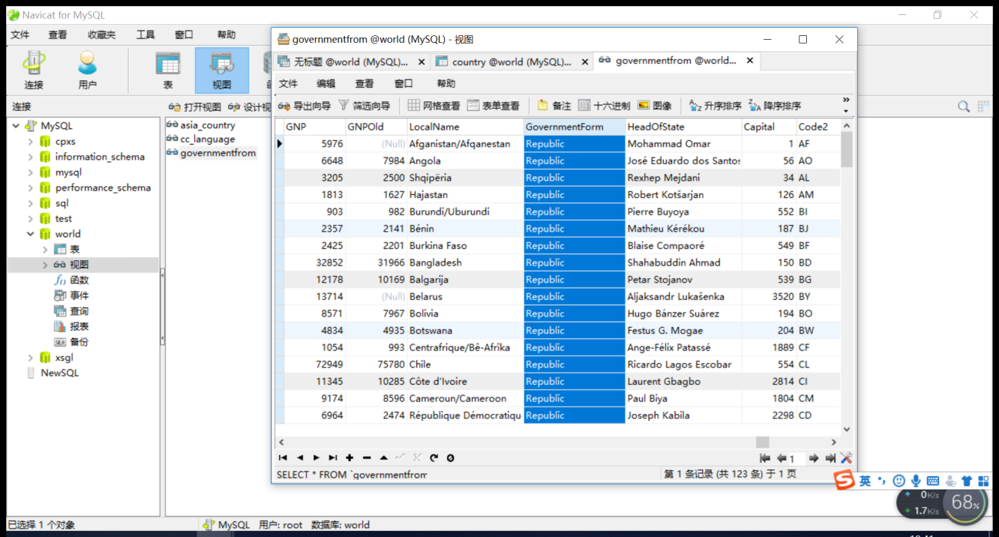 Navicat for MySQL
文件 查看 收藏夹 工具 窗口 帮助
连接 用户 表 视图
连接 打开视图 设计视
MySQL
cpxs
information_schema
mysql
performance_schema
sql
test
world
表
视图
函数
事件
查询
报表
备份
xsgl
NewSQL
asia_country
cc_language
governmentfrom
governmentfrom @world (MySQL) - 视图
无标题 @world (MySQL)... country @world (MySQL)... governmentfrom @world...
文件 编辑 查看 窗口 帮助
导出向导 筛选向导 网格查看 表单查看 备注 十六进制 图像 升序排序 降序排序
GNP GNPOld LocalName GovernmentForm HeadOfState Capital Code2
5976 (Null) Afganistan/Afqanestan Republic Mohammad Omar 1 AF
6648 7984 Angola Republic José Eduardo dos Santos 56 AO
3205 2500 Shqipëria Republic Rexhep Mejdani 34 AL
1813 1627 Hajastan Republic Robert Kotšarjan 126 AM
903 982 Burundi/Uburundi Republic Pierre Buyoya 552 BI
2357 2141 Bénin Republic Mathieu Kérékou 187 BJ
2425 2201 Burkina Faso Republic Blaise Compaoré 549 BF
32852 31966 Bangladesh Republic Shahabuddin Ahmad 150 BD
12178 10169 Balgarija Republic Petar Stojanov 539 BG
13714 (Null) Belarus Republic Aljaksandr Lukašenka 3520 BY
8571 7967 Bolivia Republic Hugo Bánzer Suárez 194 BO
4834 4935 Botswana Republic Festus G. Mogae 204 BW
1054 993 Centrafrique/Bê-Afrîka Republic Ange-Félix Patassé 1889 CF
72949 75780 Chile Republic Ricardo Lagos Escobar 554 CL
11345 10285 Côte d’Ivoire Republic Laurent Gbagbo 2814 CI
9174 8596 Cameroun/Cameroon Republic Paul Biya 1804 CM
6964 2474 République Démocratiqu Republic Joseph Kabila 2298 CD
1
SELECT * FROM `governmentfrom 第 1 条记录 (共 123 条) 于 1 页
英
0K/s
1.7K/s
68%
已选择 1 个对象 MySQL 用户: root 数据库: world